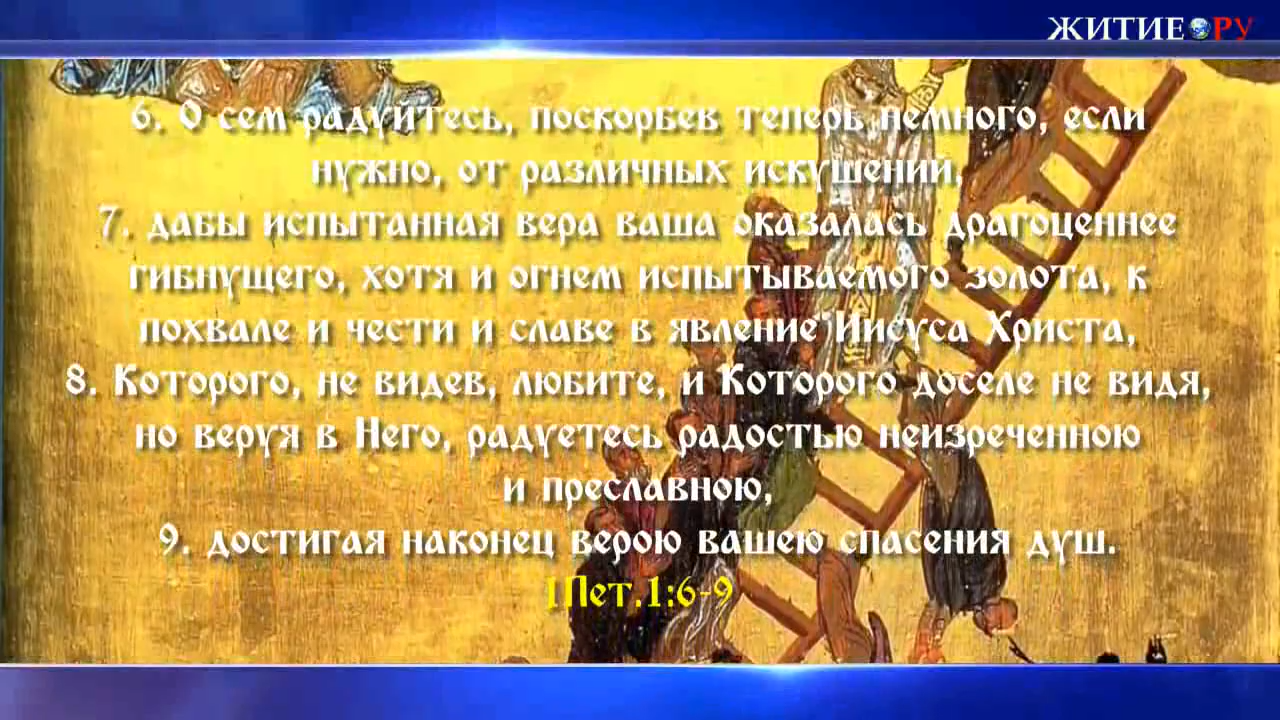 ЖИТИЕ РУ
6. О сем радуйтесь, поскорбев теперь немного, если
нужно, от различных искушений,
7. дабы испытанная вера ваша оказалась драгоценнее
гибнущего, хотя и огнем испытываемого золота, к
похвале и чести и славе в явление Иисуса Христа,
8. Которого, не видев, любите, и Которого доселе не видя,
но веруя в Него, радуетесь радостью неизреченною
и преславною,
9. достигая наконец верою вашею спасения душ.
1Пет.1:6-9